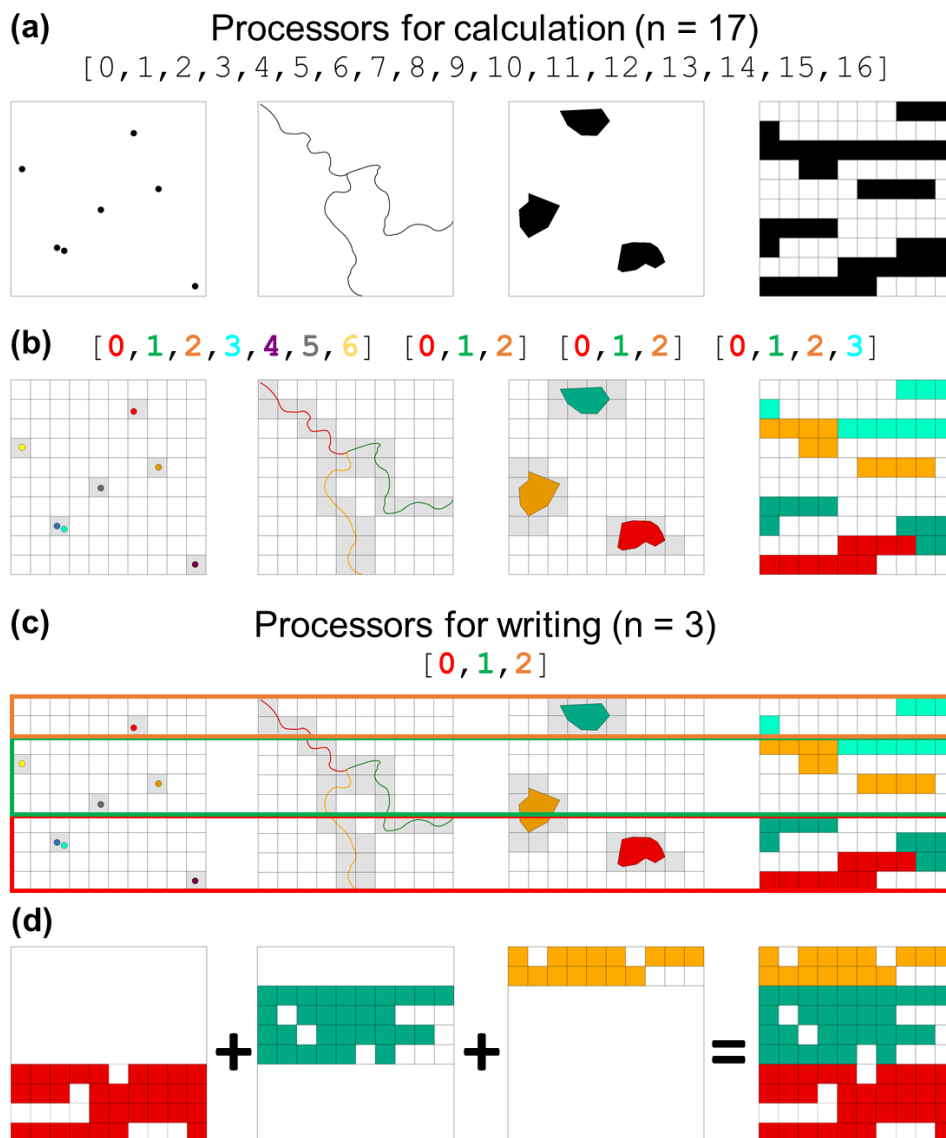 (a) Processors for calculation (n = 17)
[0,1,2,3,4,5,6,7,8,9,10,11,12,13,14,15,16]
(b) [0,1,2,3,4,5,6] [0,1,2] [0,1,2] [0,1,2,3]
(c) Processors for writing (n = 3)
[0,1,2]
(d)
+ + =